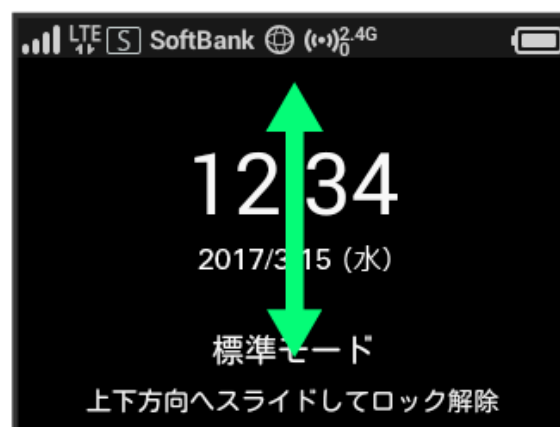 LTE S SoftBank 2.4G
0
12:34
2017/3/15 (水)
標準モード
上下方向へスライドしてロック解除